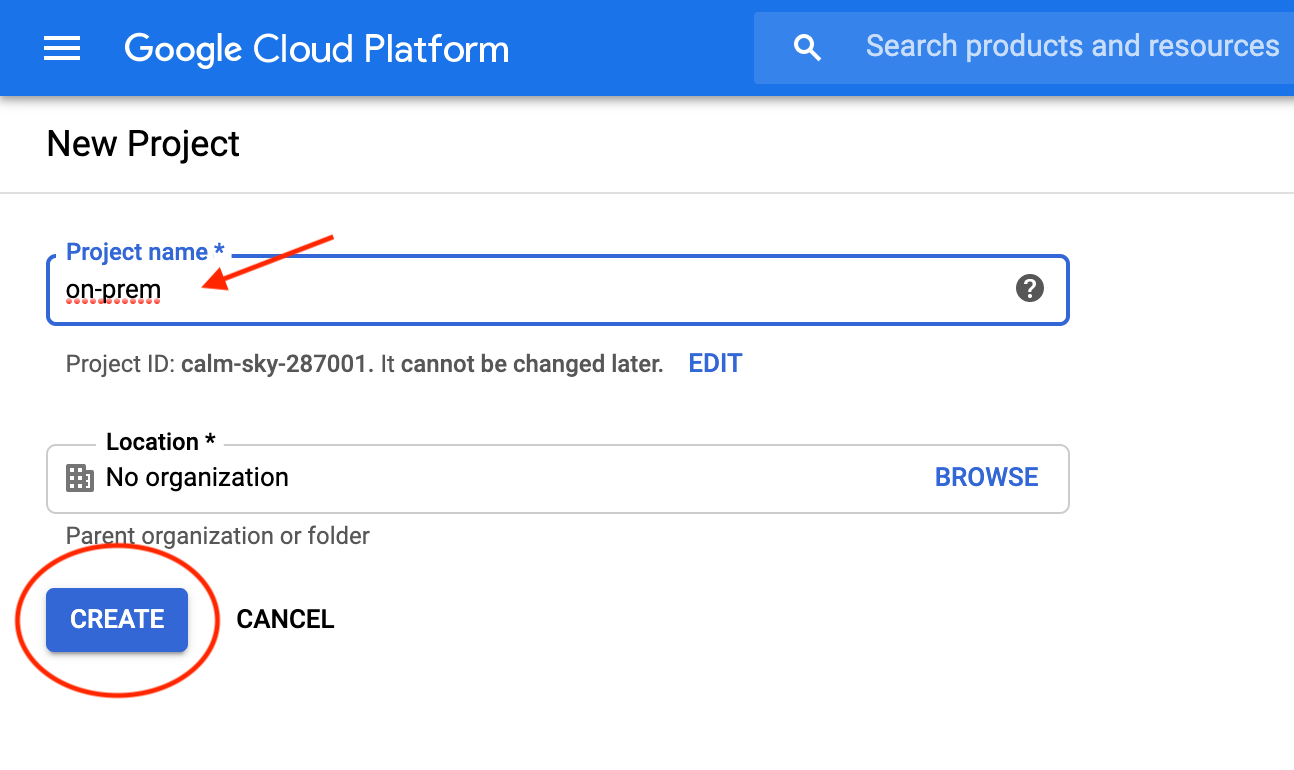 Google Cloud Platform
Search products and resources
New Project
Project name *
on-prem
Project ID: calm-sky-287001. It cannot be changed later. EDIT
Location *
No organization BROWSE
Parent organization or folder
CREATE CANCEL